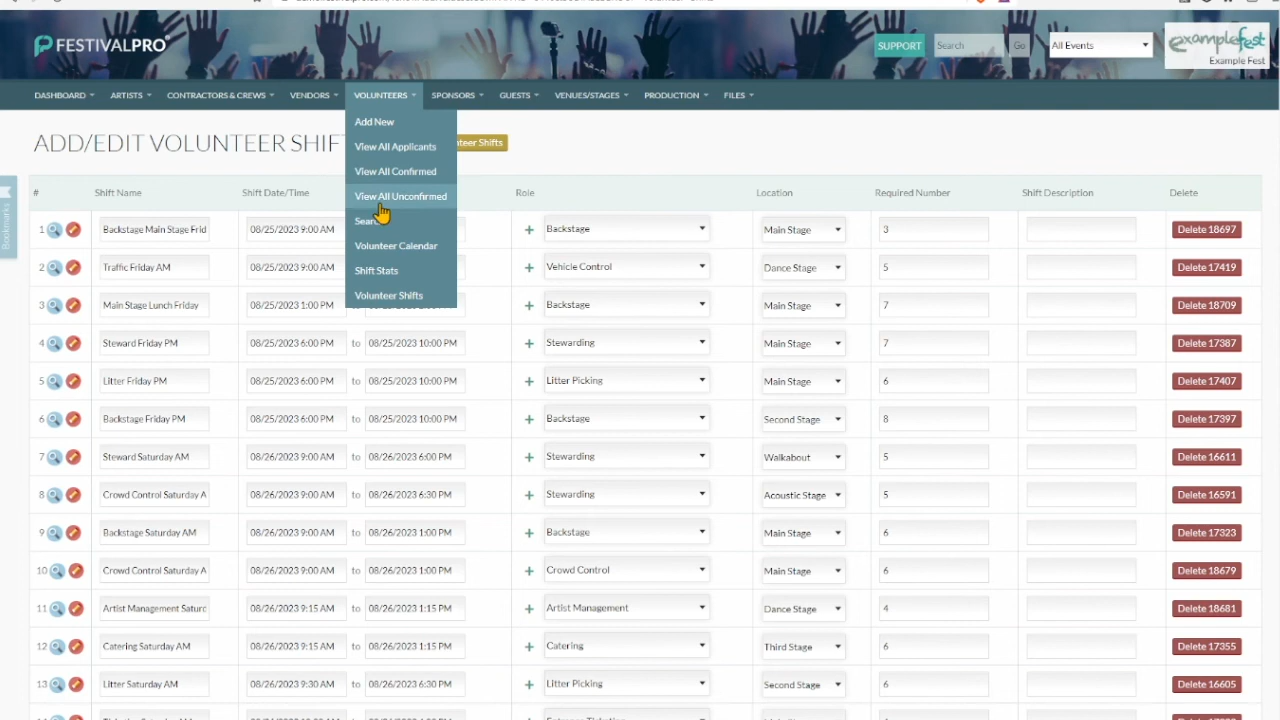 FESTIVALPRO
SUPPORT
Search
Go
All Events
examplefest
Example Fest
DASHBOARD ARTISTS CONTRACTORS & CREWS VENDORS VOLUNTEERS SPONSORS GUESTS VENUES/STAGES PRODUCTION FILES
Add New
View All Applicants
View All Confirmed
View All Unconfirmed
Volunteer Calendar
Shift Stats
Volunteer Shifts
ADD/EDIT VOLUNTEER SHIF
nteer Shifts
Bookmarks
# Shift Name Shift Date/Time Role Location Required Number Shift Description Delete
1 Backstage Main Stage Frid 08/25/2023 9:00 AM + Backstage Main Stage 3 Delete 18697
2 Traffic Friday AM 08/25/2023 9:00 AM + Vehicle Control Dance Stage 5 Delete 17419
3 Main Stage Lunch Friday 08/25/2023 1:00 PM + Backstage Main Stage 7 Delete 18709
4 Steward Friday PM 08/25/2023 6:00 PM to 08/25/2023 10:00 PM + Stewarding Main Stage 7 Delete 17387
5 Litter Friday PM 08/25/2023 6:00 PM to 08/25/2023 10:00 PM + Litter Picking Main Stage 6 Delete 17407
6 Backstage Friday PM 08/25/2023 6:00 PM to 08/25/2023 10:00 PM + Backstage Second Stage 8 Delete 17397
7 Steward Saturday AM 08/26/2023 9:00 AM to 08/26/2023 6:00 PM + Stewarding Walkabout 5 Delete 16611
8 Crowd Control Saturday A 08/26/2023 9:00 AM to 08/26/2023 6:30 PM + Stewarding Acoustic Stage 5 Delete 16591
9 Backstage Saturday AM 08/26/2023 9:00 AM to 08/26/2023 1:00 PM + Backstage Main Stage 6 Delete 17323
10 Crowd Control Saturday A 08/26/2023 9:00 AM to 08/26/2023 1:00 PM + Crowd Control Main Stage 6 Delete 18679
11 Artist Management Saturc 08/26/2023 9:15 AM to 08/26/2023 1:15 PM + Artist Management Dance Stage 4 Delete 18681
12 Catering Saturday AM 08/26/2023 9:15 AM to 08/26/2023 1:15 PM + Catering Third Stage 6 Delete 17355
13 Litter Saturday AM 08/26/2023 9:30 AM to 08/26/2023 6:30 PM + Litter Picking Second Stage 6 Delete 16605